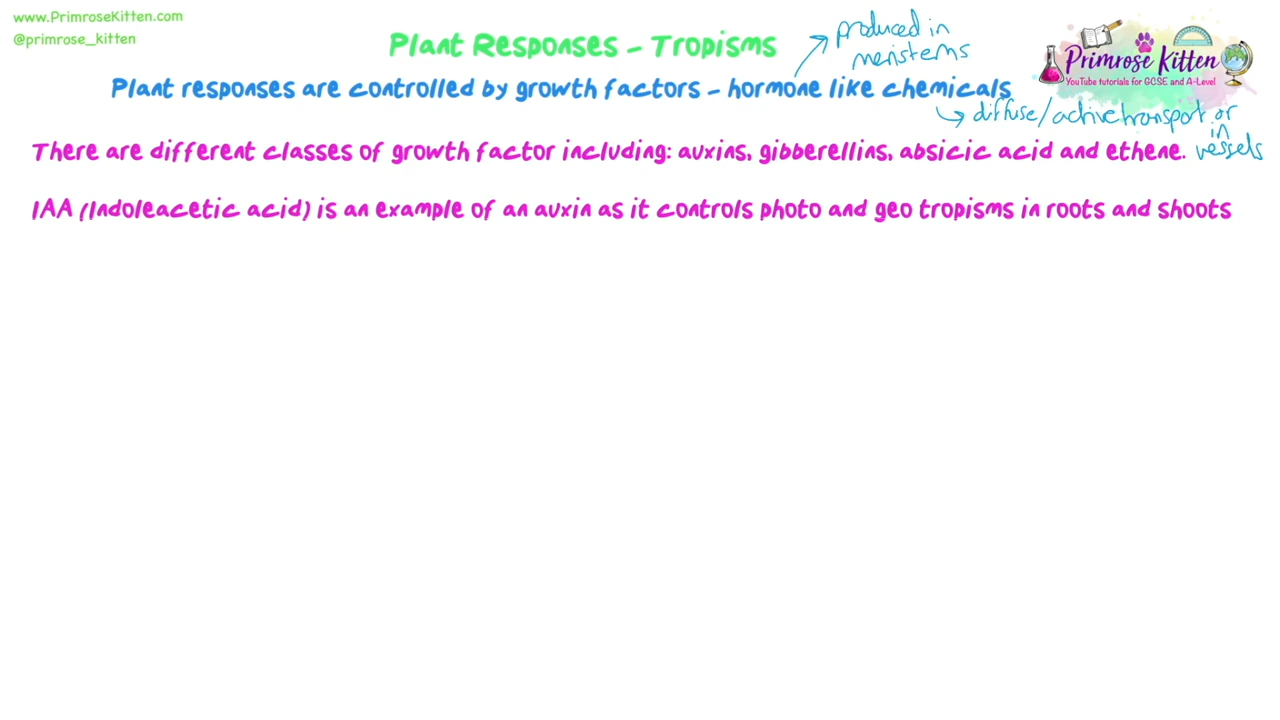 www.PrimroseKitten.com
@primrose_kitten
Plant Responses – Tropisms
produced in
meristems
Primrose Kitten
YouTube tutorials for GCSE and A-Level
Plant responses are controlled by growth factors – hormone like chemicals
diffuse/active transport or
in
vessels
There are different classes of growth factor including: auxins, gibberellins, absicic acid and ethene.
IAA (Indoleacetic acid) is an example of an auxin as it controls photo and geo tropisms in roots and shoots